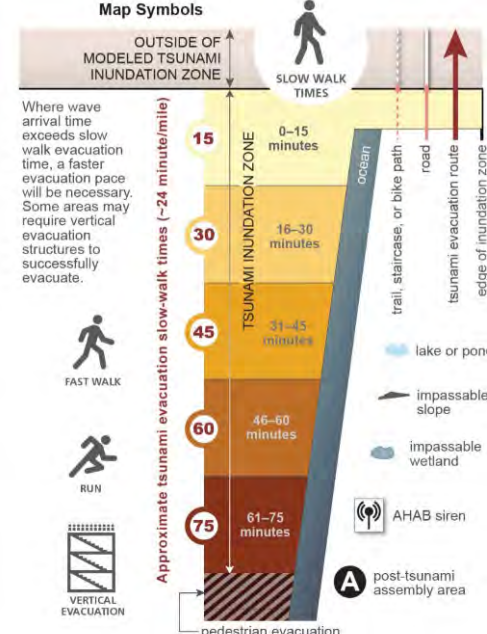 Map Symbols
OUTSIDE OF
MODELED TSUNAMI
INUNDATION ZONE
SLOW WALK
TIMES
Where wave
arrival time
exceeds slow
walk evacuation
time, a faster
evacuation pace
will be necessary.
Some areas may
require vertical
evacuation
structures to
successfully
evacuate.
FAST WALK
RUN
VERTICAL
EVACUATION
Approximate tsunami evacuation slow-walk times (~24 minute/mile)
15
30
45
60
75
TSUNAMI INUNDATION ZONE
0–15
minutes
16–30
minutes
31–45
minutes
46–60
minutes
61–75
minutes
ocean
trail, staircase, or bike path
road
tsunami evacuation route
edge of inundation zone
lake or pond
impassable
slope
impassable
wetland
AHAB siren
A
post-tsunami
assembly area
pedestrian evacuation